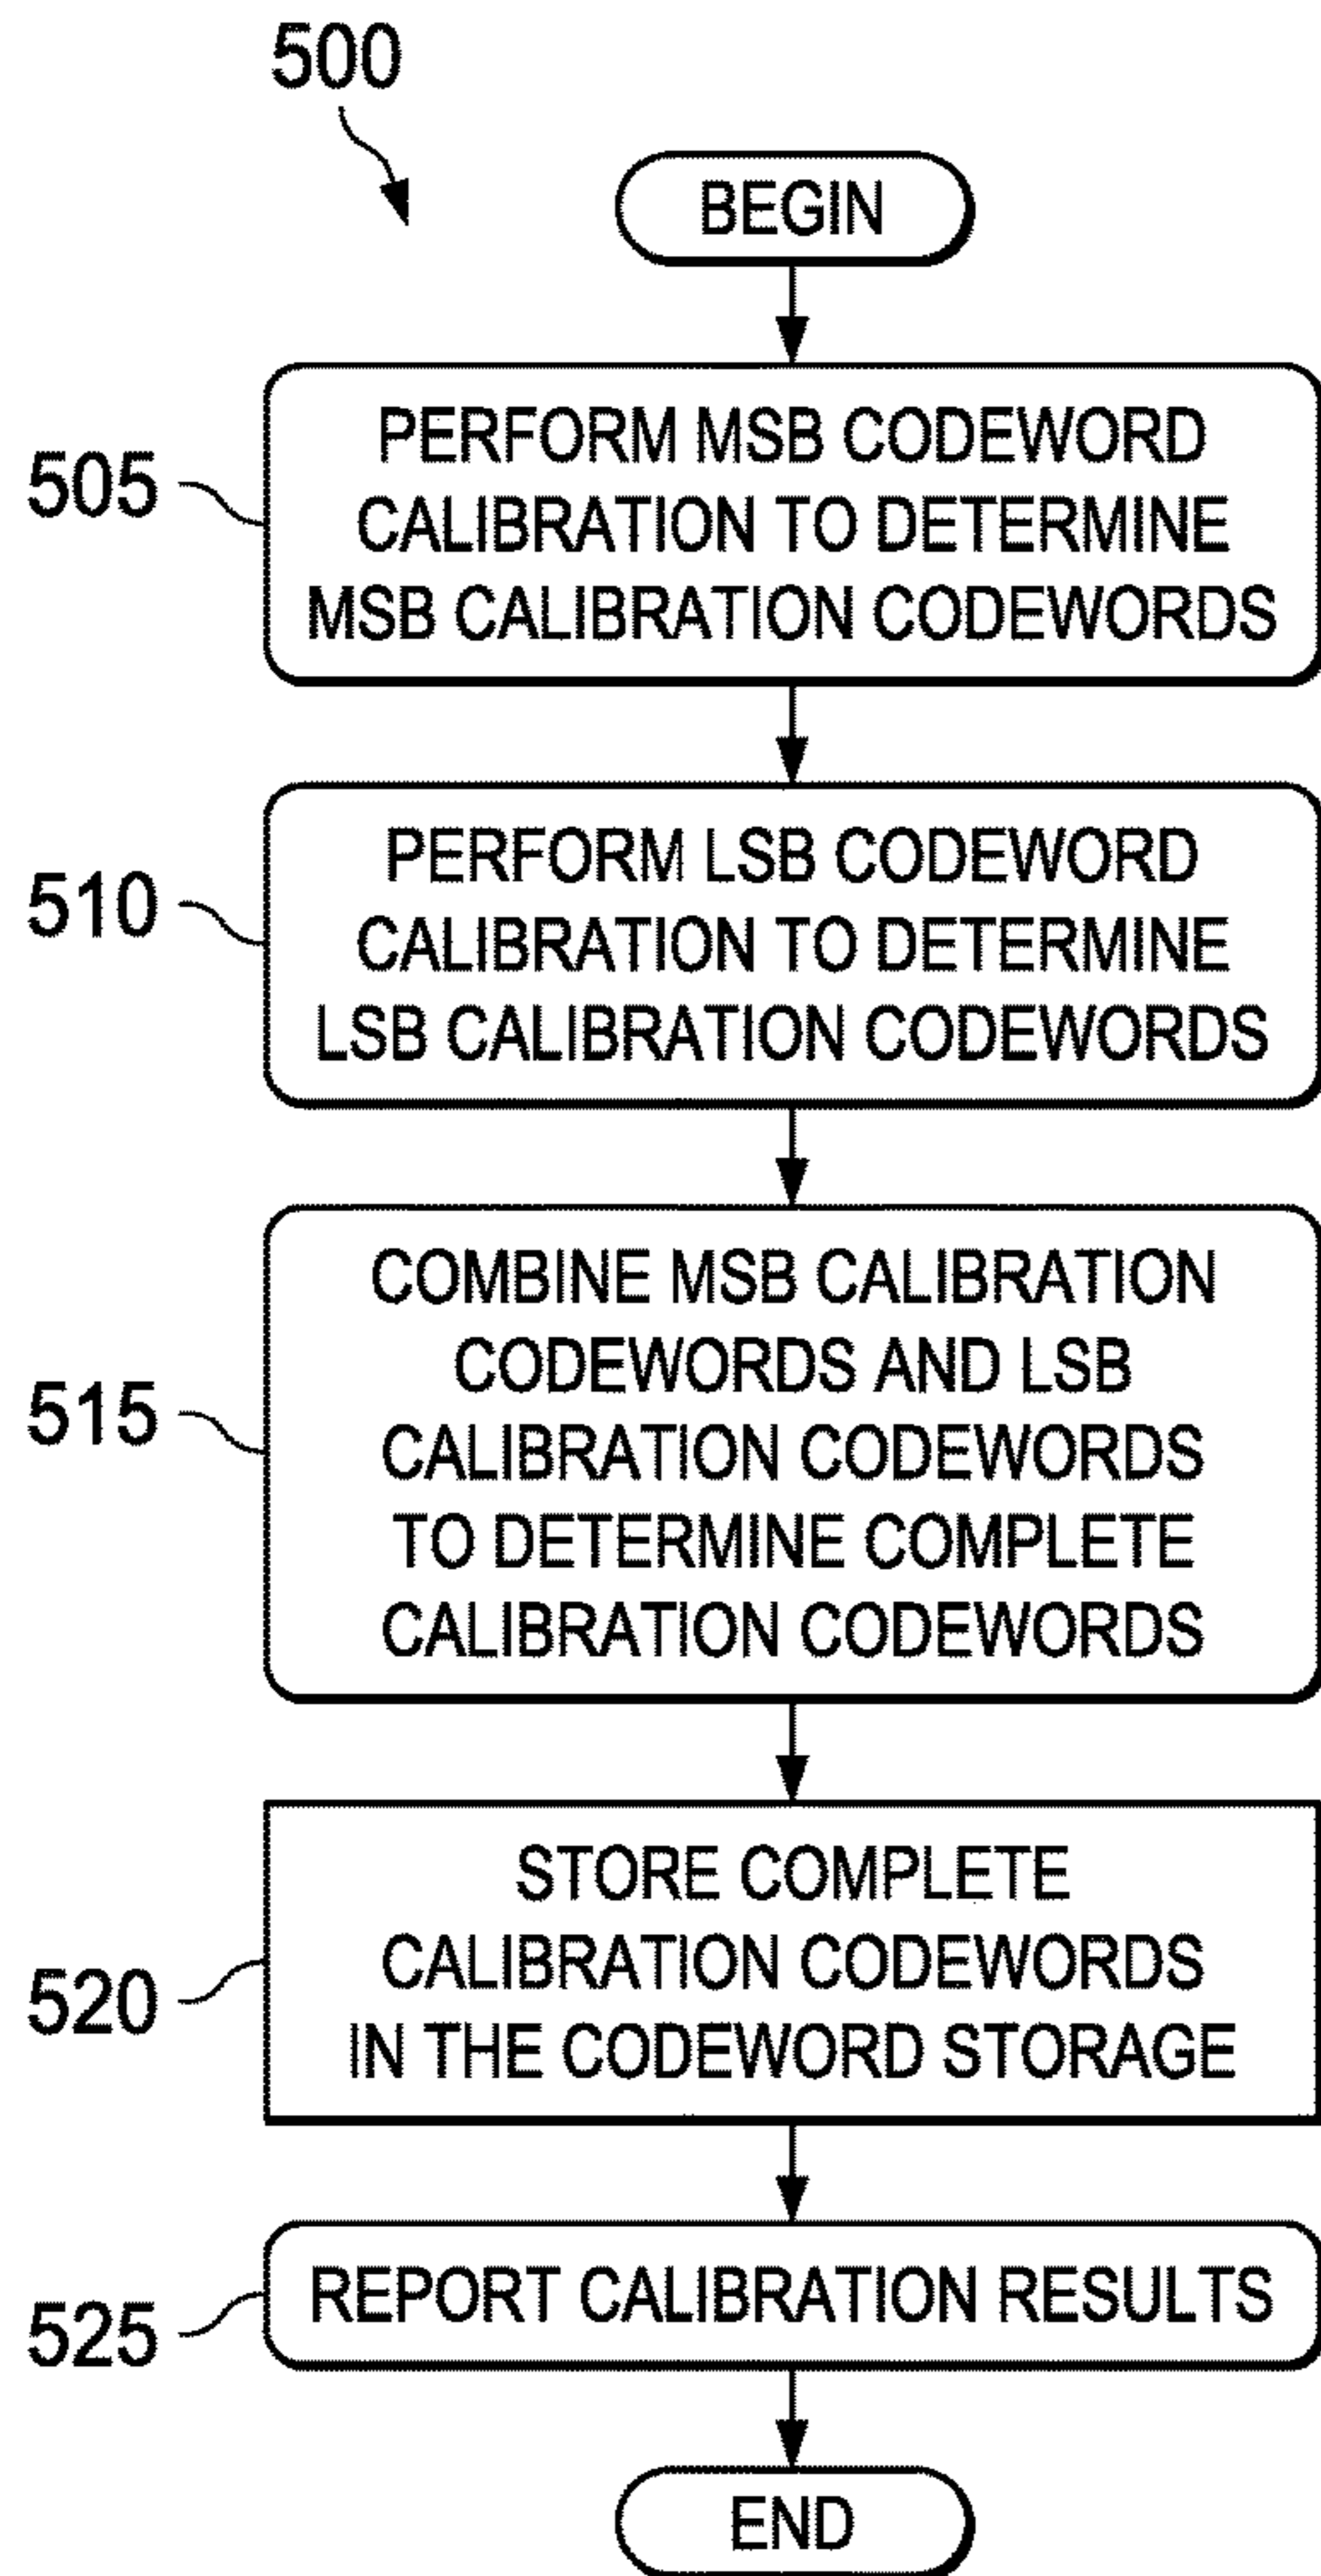 500
BEGIN
505
PERFORM MSB CODEWORD
CALIBRATION TO DETERMINE
MSB CALIBRATION CODEWORDS
510
PERFORM LSB CODEWORD
CALIBRATION TO DETERMINE
LSB CALIBRATION CODEWORDS
515
COMBINE MSB CALIBRATION
CODEWORDS AND LSB
CALIBRATION CODEWORDS
TO DETERMINE COMPLETE
CALIBRATION CODEWORDS
520
STORE COMPLETE
CALIBRATION CODEWORDS
IN THE CODEWORD STORAGE
525
REPORT CALIBRATION RESULTS
END